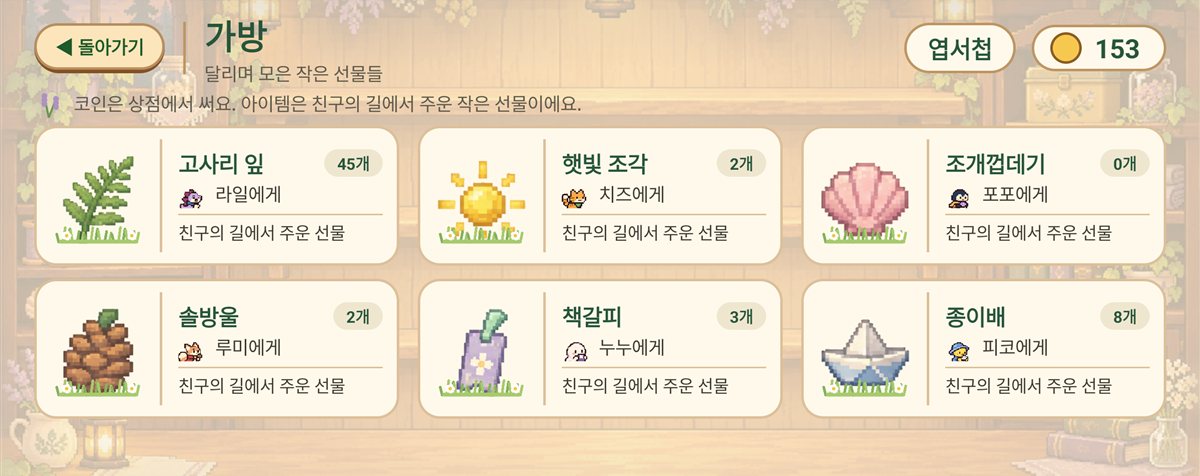 ◀ 돌아가기
가방
달리며 모은 작은 선물들
엽서첩
153
코인은 상점에서 써요. 아이템은 친구의 길에서 주운 작은 선물이에요.
고사리 잎
45개
라일에게
친구의 길에서 주운 선물
햇빛 조각
2개
치즈에게
친구의 길에서 주운 선물
조개껍데기
0개
포포에게
친구의 길에서 주운 선물
솔방울
2개
루미에게
친구의 길에서 주운 선물
책갈피
3개
누누에게
친구의 길에서 주운 선물
종이배
8개
피코에게
친구의 길에서 주운 선물